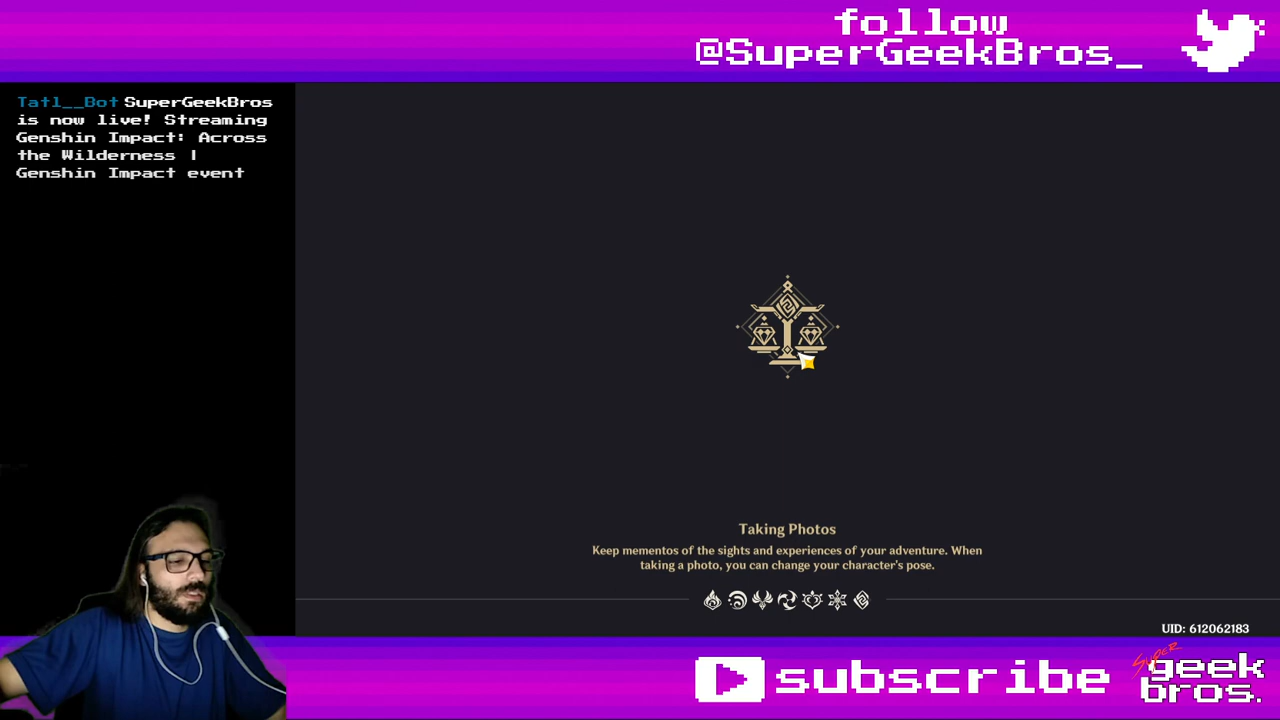 follow
@SuperGeekBros_
Tatl__Bot SuperGeekBros
is now live! Streaming
Genshin Impact: Across
the Wilderness |
Genshin Impact event
Taking Photos
Keep mementos of the sights and experiences of your adventure. When
taking a photo, you can change your character's pose.
UID: 612062183
subscribe
SUPER
geek
bros.